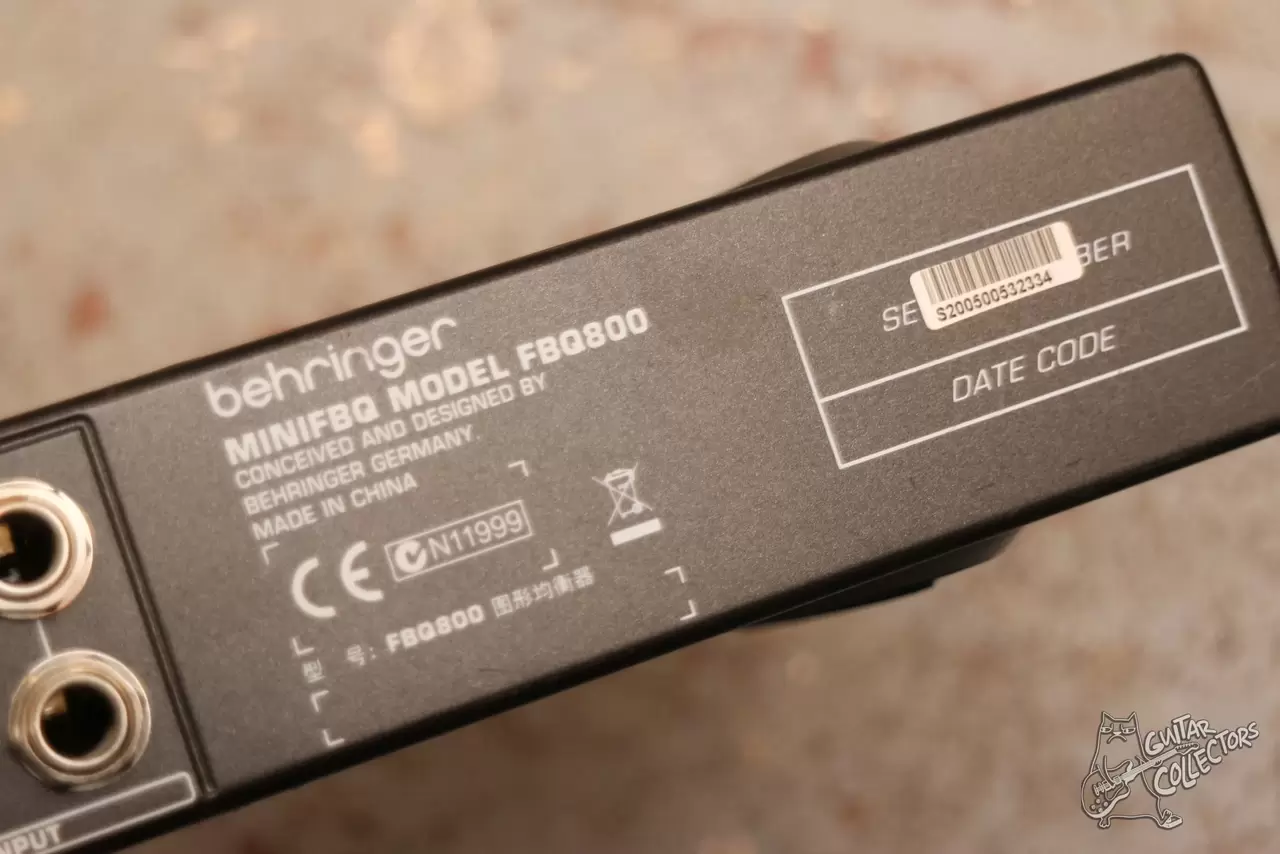 behringer
MINIFBQ MODEL FBQ800
CONCEIVED AND DESIGNED BY
BEHRINGER GERMANY.
MADE IN CHINA
CE N11999
型 号: FBQ800 图形均衡器
SE BER
S200500532334
DATE CODE
NPUT
GUITAR
COLLECTORS